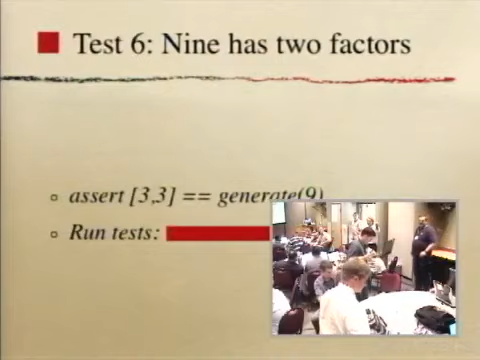 Test 6: Nine has two factors
assert [3,3] == generate(9)
Run tests: